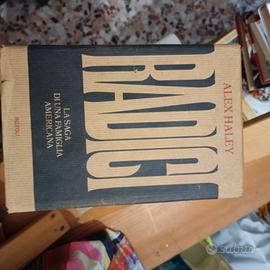 ALEX HALEY
RADICI
LA SAGA
DI UNA FAMIGLIA
AMERICANA
RIZZOLI